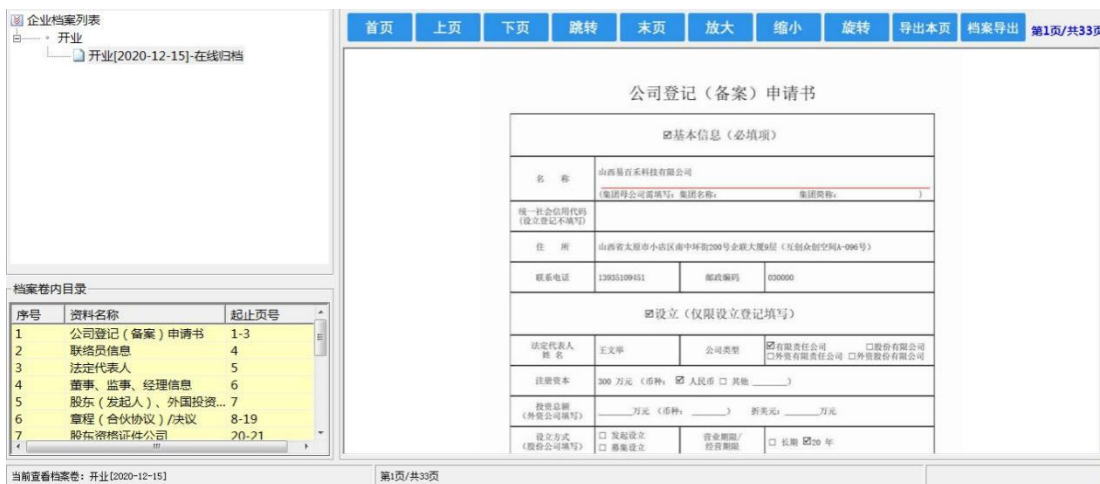 企业档案列表
开业
开业[2020-12-15]-在线归档
首页 上页 下页 跳转 末页 放大 缩小 旋转 导出本页 档案导出 第1页/共33页
公司登记（备案）申请书
☑基本信息（必填项）
名 称 山西易百禾科技有限公司
（集团母公司需填写：集团名称： 集团简称： ）
统一社会信用代码
（设立登记不填写）
住 所 山西省太原市小店区南中环街200号企联大厦9层（互创众创空间A-096号）
联系电话 13935109451 邮政编码 030000
☑设立（仅限设立登记填写）
法定代表人
姓 名
公司类型 ☑有限责任公司 □股份有限公司
□外资有限责任公司 □外资股份有限公司
注册资本 300 万元 （币种： ☑ 人民币 □ 其他 ______）
投资总额
（外资公司填写） ______万元 （币种： ______） 折美元： ______万元
设立方式
（股份公司填写） □ 发起设立
□ 募集设立
营业期限/
经营期限 □ 长期 ☑20 年
档案卷内目录
序号 资料名称 起止页号
1 公司登记（备案）申请书 1-3
2 联络员信息 4
3 法定代表人 5
4 董事、监事、经理信息 6
5 股东（发起人）、外国投资... 7
6 章程（合伙协议）/决议 8-19
7 股东资格证件公司 20-21
当前查看档案卷：开业[2020-12-15]
第1页/共33页